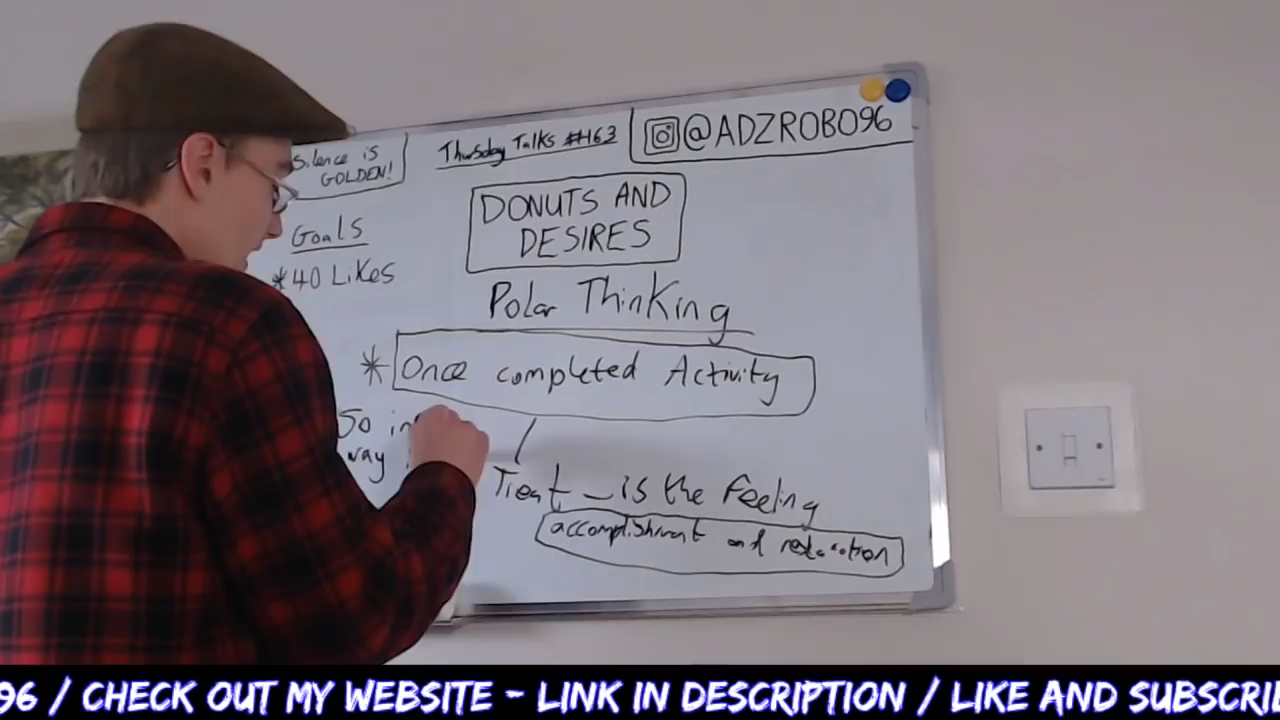 Silence is
GOLDEN!
Thursday Talks #163
@ADZROBO96
DONUTS AND
DESIRES
Goals
*40 Likes
Polar Thinking
* Once completed Activity
So in
way
Treat _ is the feeling
accomplishment and relaxation
96 / CHECK OUT MY WEBSITE - LINK IN DESCRIPTION / LIKE AND SUBSCRI